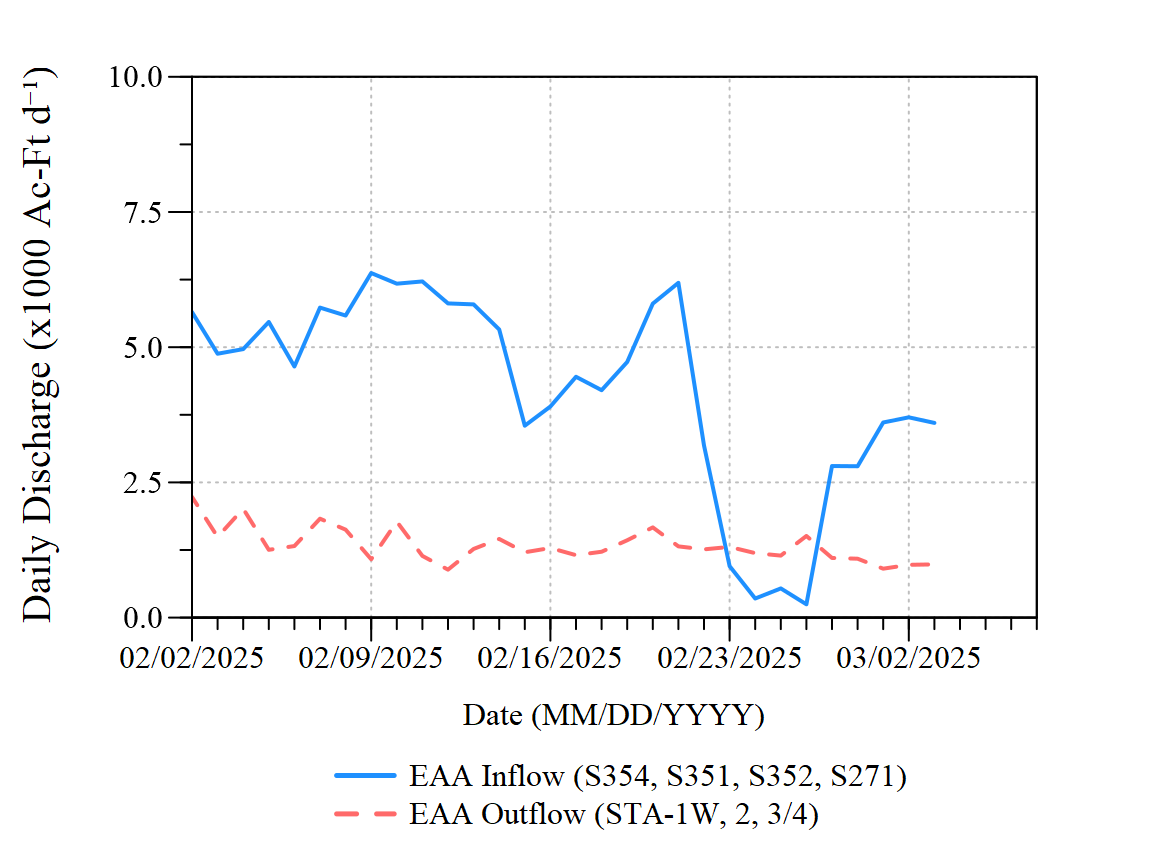 Daily Discharge (x1000 Ac-Ft d⁻¹)
10.0
7.5
5.0
2.5
0.0
02/02/2025 02/09/2025 02/16/2025 02/23/2025 03/02/2025
Date (MM/DD/YYYY)
EAA Inflow (S354, S351, S352, S271)
EAA Outflow (STA-1W, 2, 3/4)